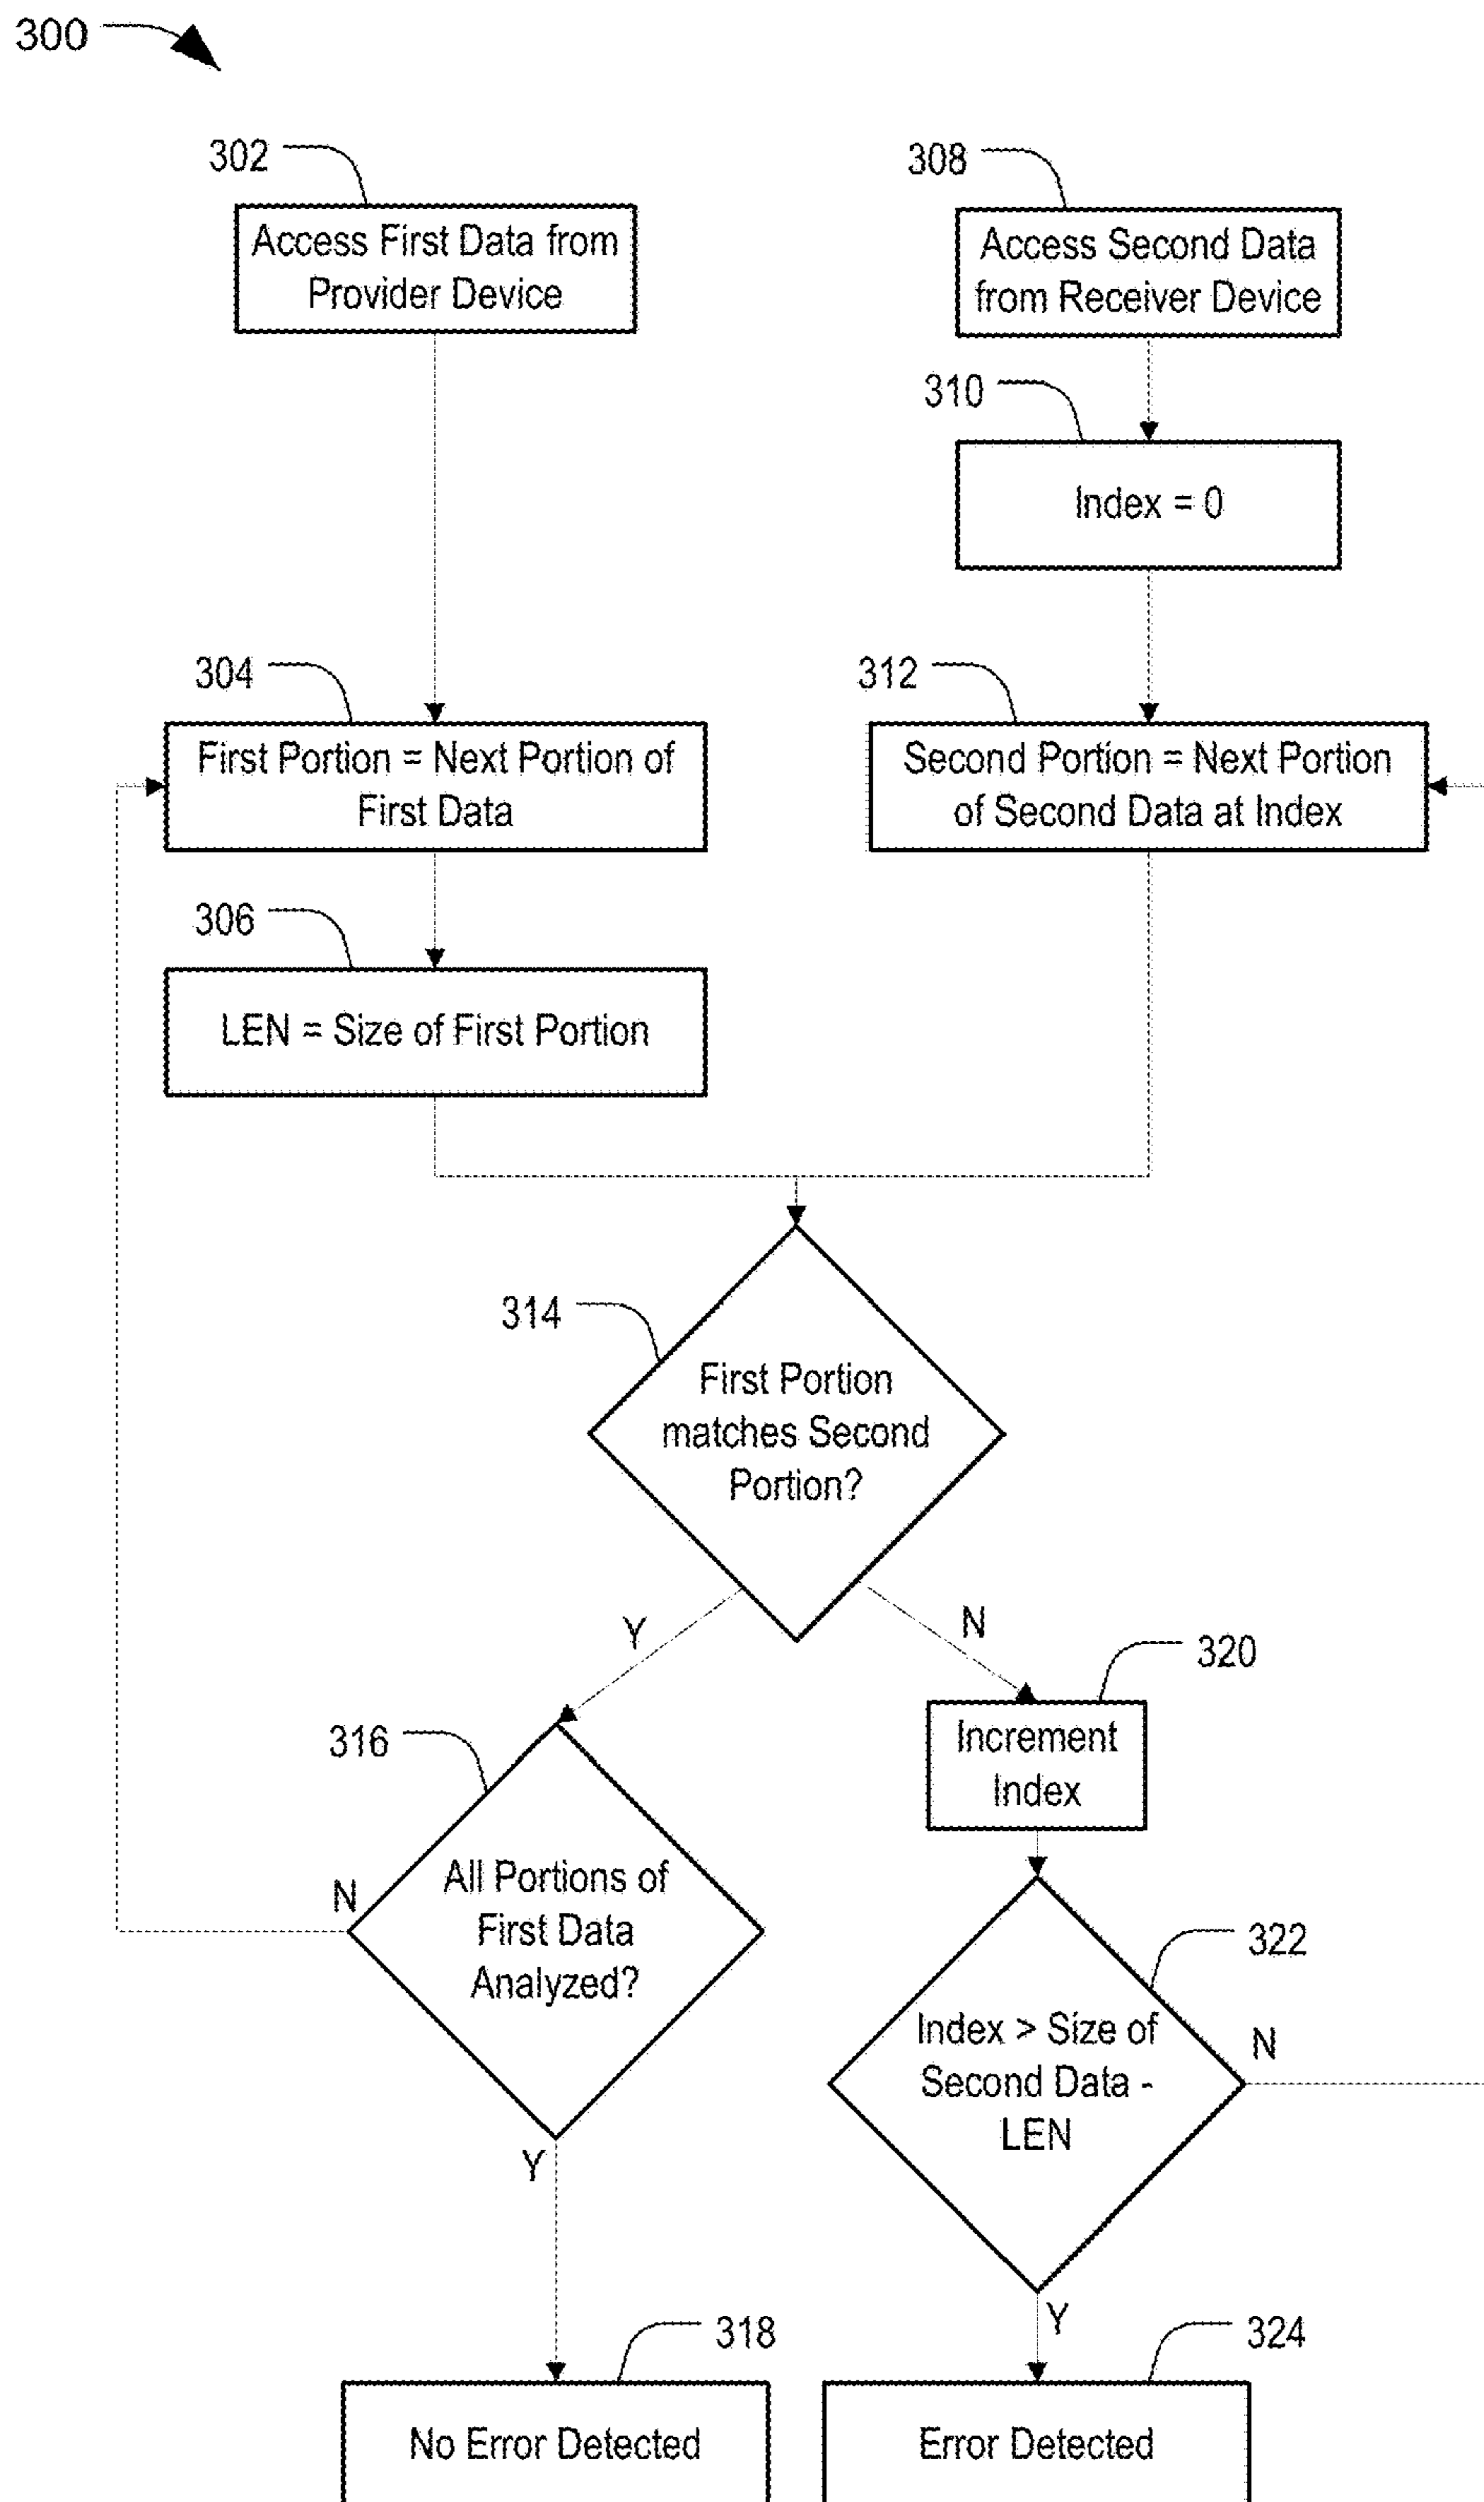 300
302
Access First Data from
Provider Device
308
Access Second Data
from Receiver Device
310
Index = 0
304
First Portion = Next Portion of
First Data
312
Second Portion = Next Portion
of Second Data at Index
306
LEN = Size of First Portion
314
First Portion
matches Second
Portion?
Y
N
316
All Portions of
First Data
Analyzed?
N
Y
320
Increment
Index
322
Index > Size of
Second Data -
LEN
N
Y
318
No Error Detected
324
Error Detected